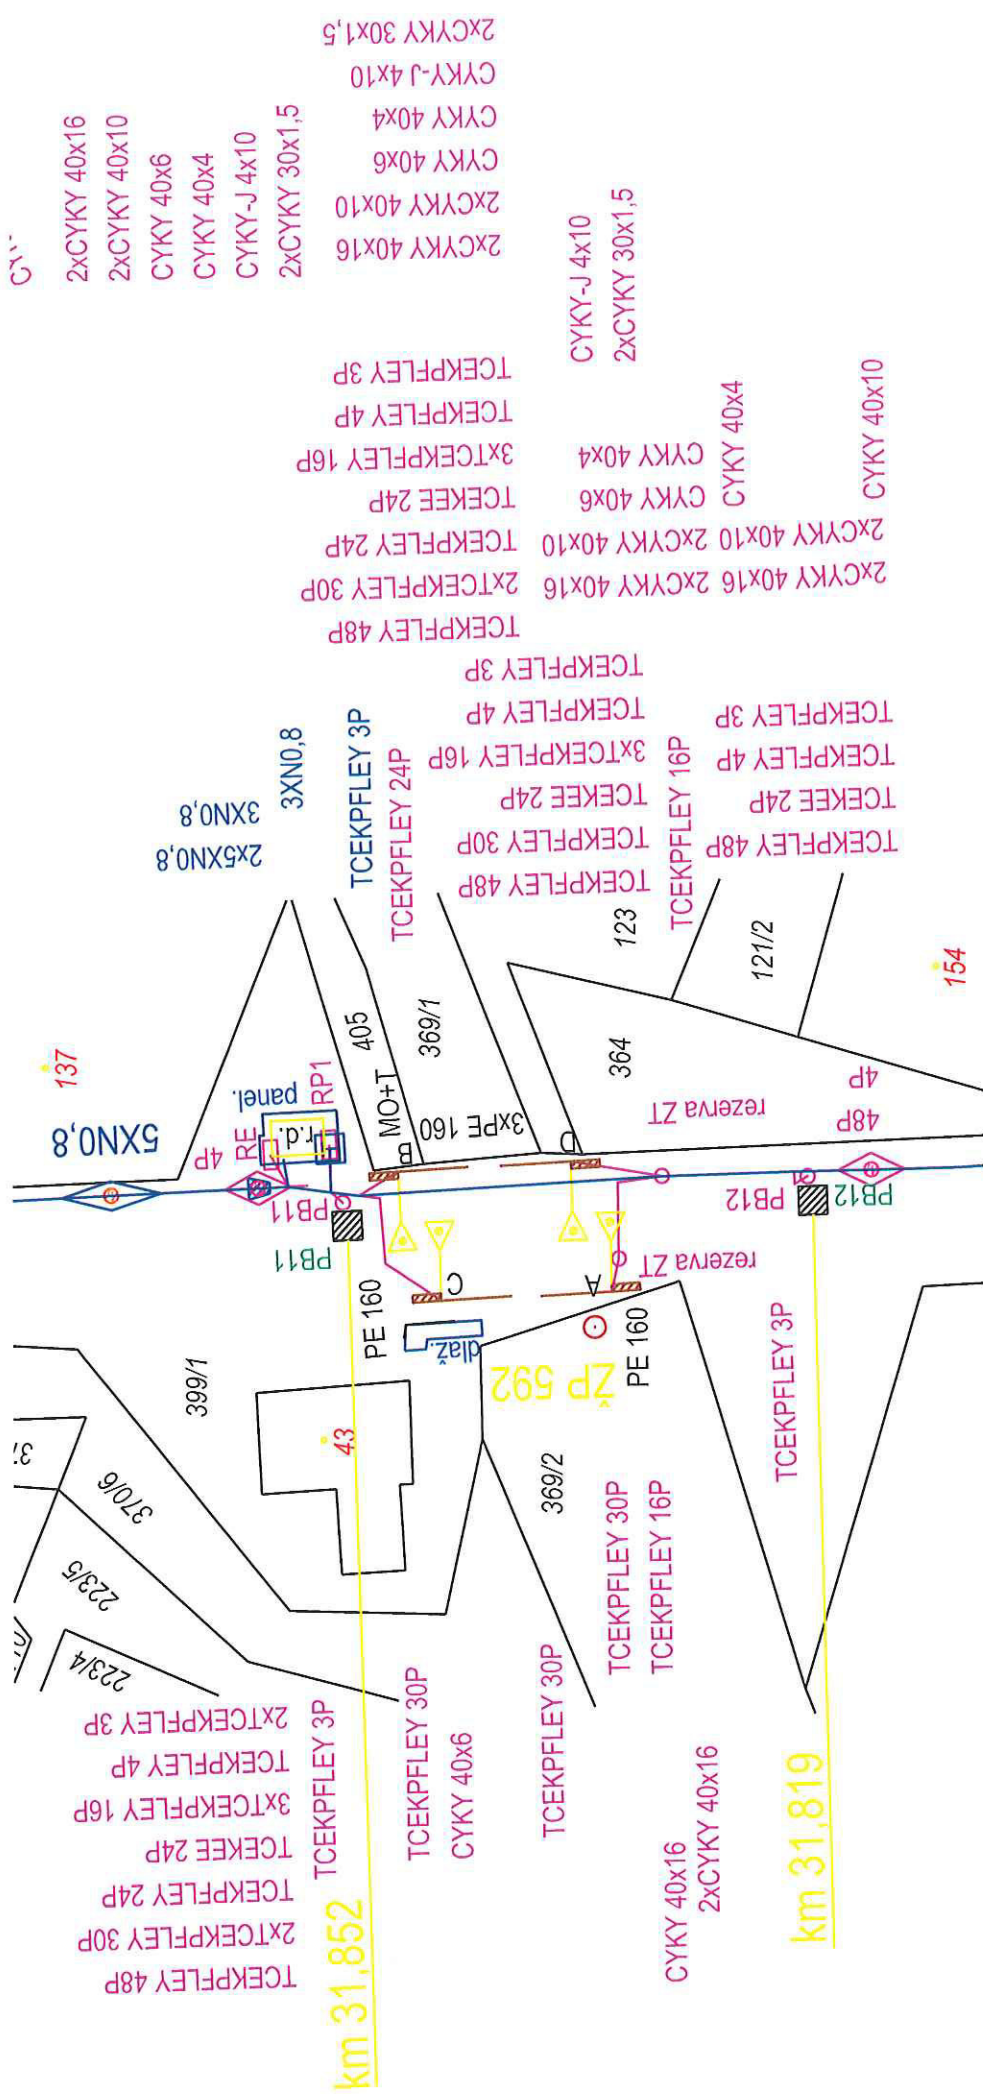 2xCYKY 40x16
2xCYKY 40x10
CYKY 40x6
CYKY 40x4
CYKY-J 4x10
2xCYKY 30x1,5
2xCYKY 30x1,5
CYKY-J 4x10
CYKY 40x4
CYKY 40x6
2xCYKY 40x10
2xCYKY 40x16
CYKY-J 4x10
2xCYKY 30x1,5
TCEKPFLEY 3P
TCEKPFLEY 4P
3xTCEKPFLEY 16P
TCEKEE 24P
TCEKPFLEY 24P
2xTCEKPFLEY 30P
TCEKPFLEY 48P
CYKY 40x4
CYKY 40x6
2xCYKY 40x10
2xCYKY 40x16
CYKY 40x4
CYKY 40x10
2xCYKY 40x10
2xCYKY 40x16
TCEKPFLEY 3P
TCEKPFLEY 4P
3xTCEKPFLEY 16P
TCEKEE 24P
TCEKPFLEY 30P
TCEKPFLEY 48P
TCEKPFLEY 16P
TCEKPFLEY 3P
TCEKPFLEY 4P
TCEKEE 24P
TCEKPFLEY 48P
3XN0,8
2x5XN0,8
3XN0,8
TCEKPFLEY 3P
TCEKPFLEY 24P
123
121/2
154
137
5XN0,8
405
369/1
364
4P
RE
panel.
r.d.
RP1
MO+T
B
3xPE 160
D
rezerva ZT
4P
48P
PB11
PB11
PB12
PB12
rezerva ZT
PE 160
C
A
PE 160
dlaž.
ŽP 592
399/1
43
37
370/6
223/5
223/4
369/2
TCEKPFLEY 3P
TCEKPFLEY 30P
TCEKPFLEY 16P
2xTCEKPFLEY 3P
TCEKPFLEY 4P
3xTCEKPFLEY 16P
TCEKEE 24P
TCEKPFLEY 24P
2xTCEKPFLEY 30P
TCEKPFLEY 48P
TCEKPFLEY 3P
TCEKPFLEY 30P
CYKY 40x6
TCEKPFLEY 30P
CYKY 40x16
2xCYKY 40x16
km 31,852
km 31,819